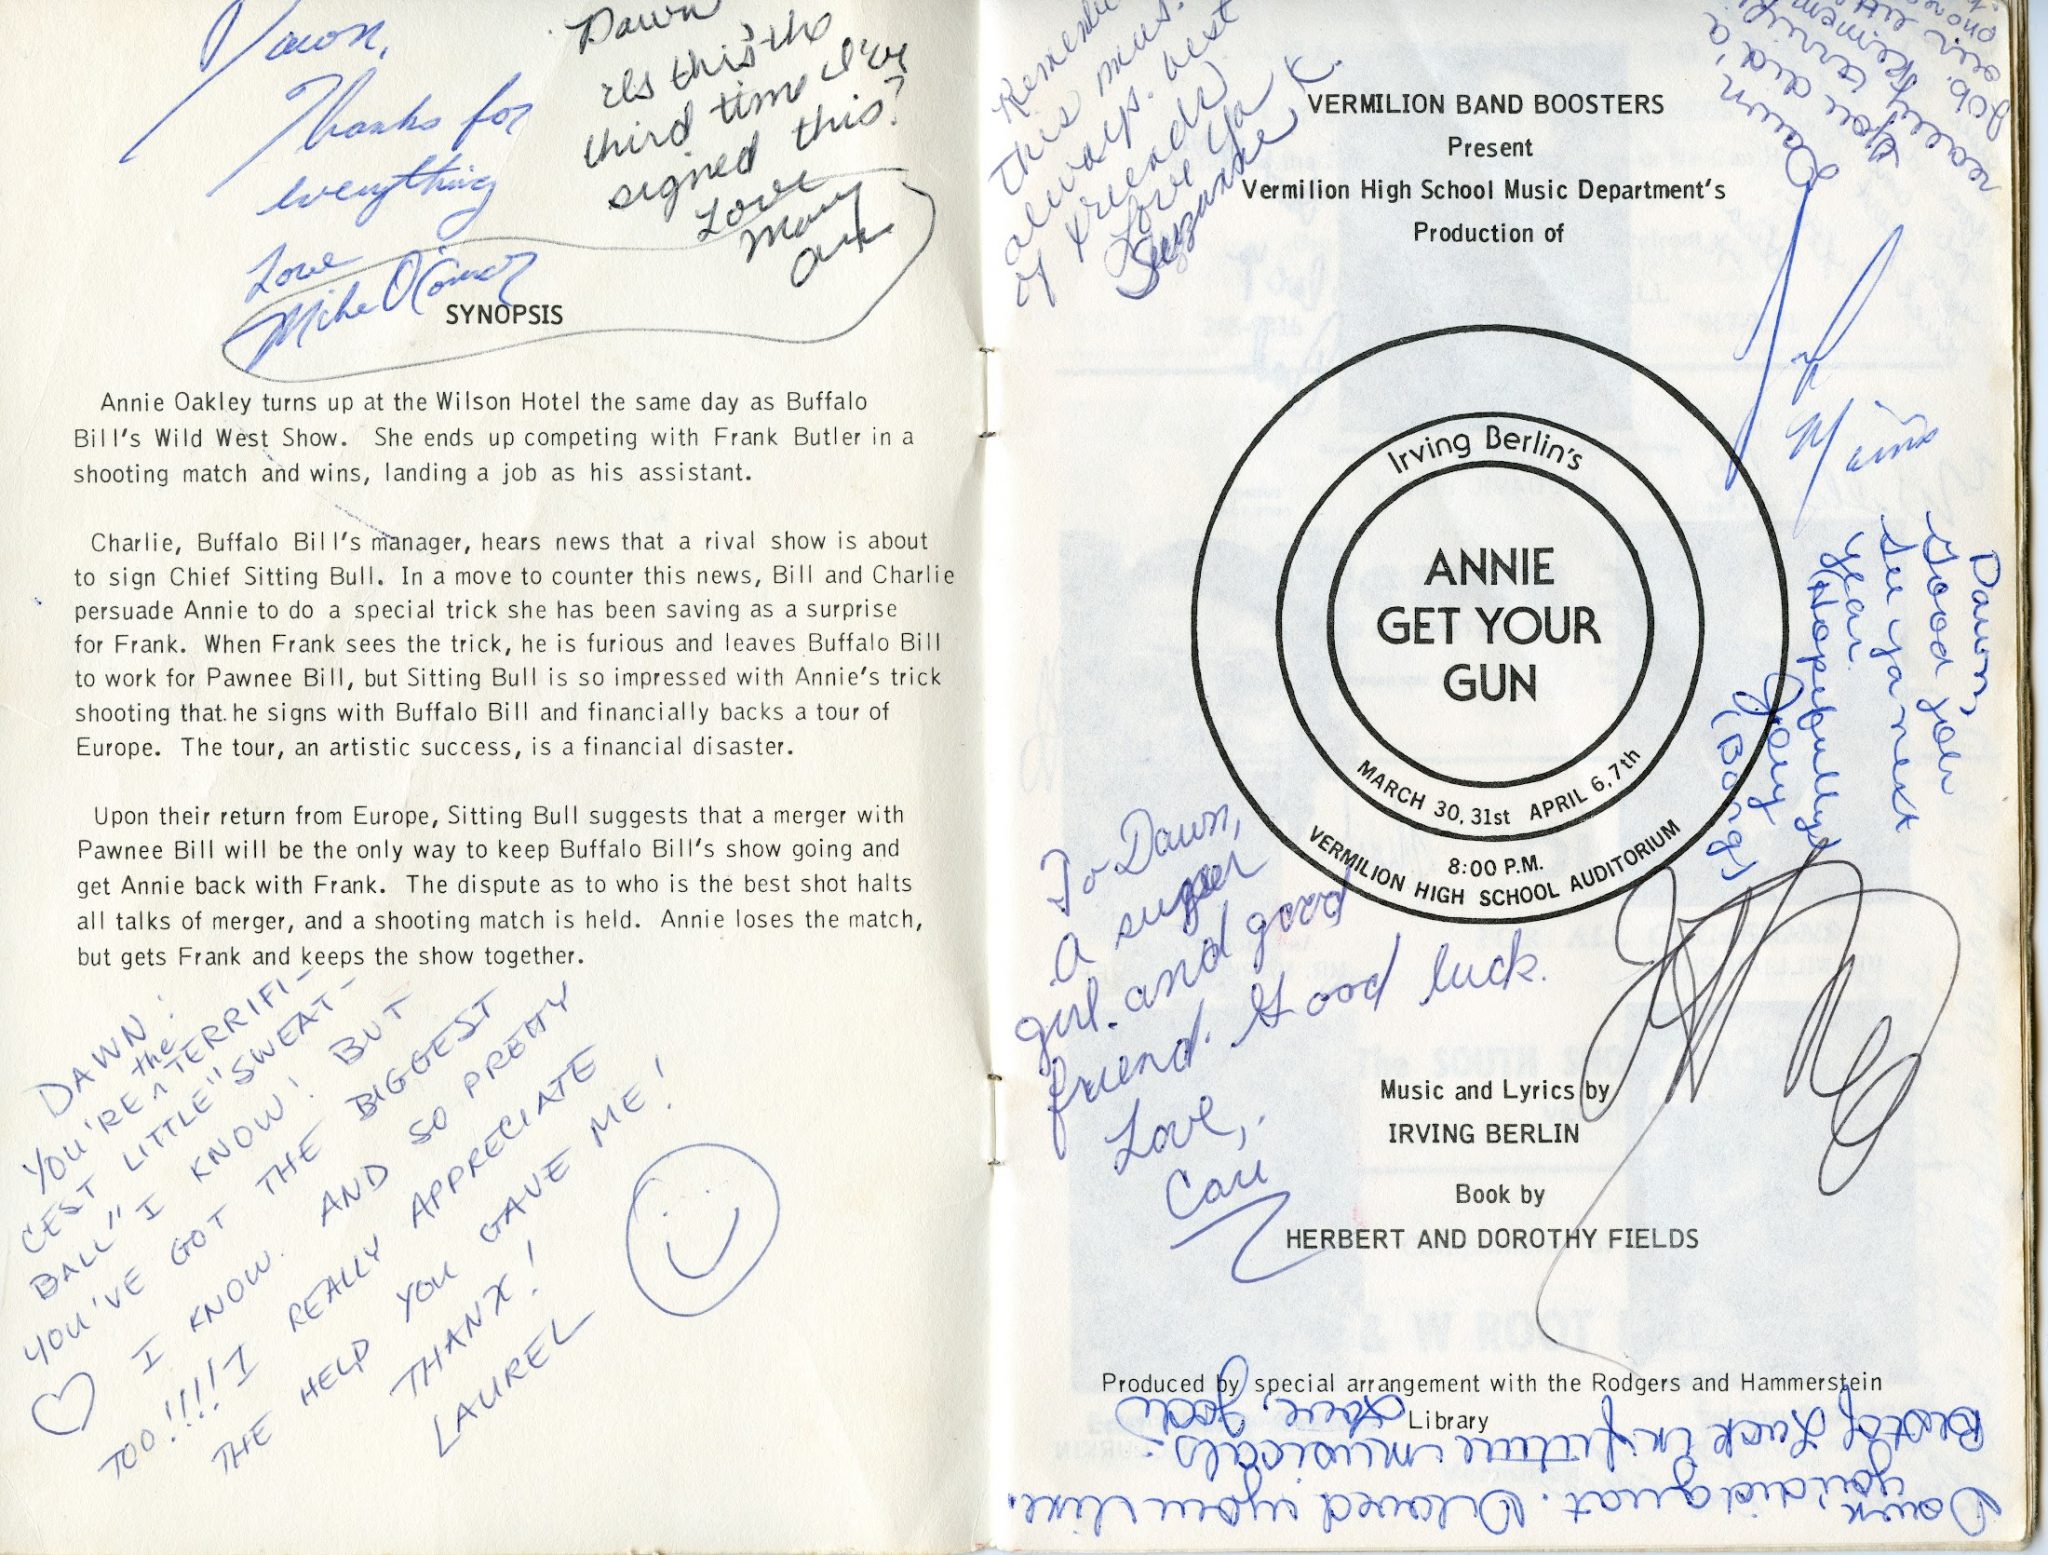 Dawn,
Thanks for
everything
Love
Mike O'Connor
Dawn
Is this the
third time I've
signed this?
Love
Mary
Ann
SYNOPSIS
Annie Oakley turns up at the Wilson Hotel the same day as Buffalo
Bill's Wild West Show. She ends up competing with Frank Butler in a
shooting match and wins, landing a job as his assistant.
Charlie, Buffalo Bill's manager, hears news that a rival show is about
to sign Chief Sitting Bull. In a move to counter this news, Bill and Charlie
persuade Annie to do a special trick she has been saving as a surprise
for Frank. When Frank sees the trick, he is furious and leaves Buffalo Bill
to work for Pawnee Bill, but Sitting Bull is so impressed with Annie's trick
shooting that he signs with Buffalo Bill and financially backs a tour of
Europe. The tour, an artistic success, is a financial disaster.
Upon their return from Europe, Sitting Bull suggests that a merger with
Pawnee Bill will be the only way to keep Buffalo Bill's show going and
get Annie back with Frank. The dispute as to who is the best shot halts
all talks of merger, and a shooting match is held. Annie loses the match,
but gets Frank and keeps the show together.
DAWN!
YOU'RE the TERRIFI-
CEST LITTLE "SWEAT-
BALL" I KNOW! BUT
YOU'VE GOT THE BIGGEST
♡ I KNOW. AND SO PRETTY
TOO!!!! I REALLY APPRECIATE
THE HELP YOU GAVE ME!
THANX!
LAUREL
Remember
this mus.
always. best
of friends
Love Ya
Suzanne K.
VERMILION BAND BOOSTERS
Present
Vermilion High School Music Department's
Production of
Irving Berlin's
ANNIE
GET YOUR
GUN
MARCH 30, 31st APRIL 6, 7th
8:00 P.M.
VERMILION HIGH SCHOOL AUDITORIUM
Dawn
You did a
really terrific
job.
Dawn,
Good job
See ya next
year.
(Hopefully)
Joey
(Borg)
To Dawn,
A super
girl and good
friend. Good luck.
Love,
Cari
Music and Lyrics by
IRVING BERLIN
Book by
HERBERT AND DOROTHY FIELDS
Produced by special arrangement with the Rodgers and Hammerstein
Library
Dawn,
You did great.
Best of Luck in future musicals.
Love,